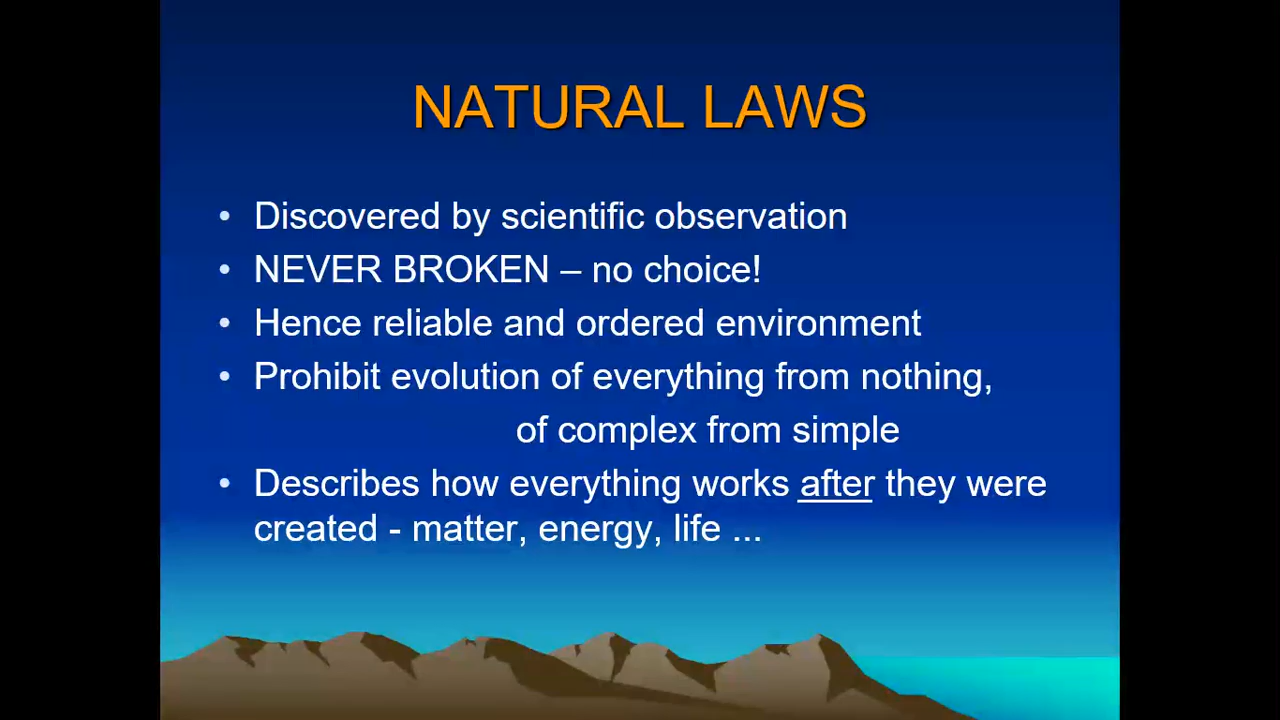 NATURAL LAWS
• Discovered by scientific observation
• NEVER BROKEN – no choice!
• Hence reliable and ordered environment
• Prohibit evolution of everything from nothing,
of complex from simple
• Describes how everything works after they were
created - matter, energy, life ...